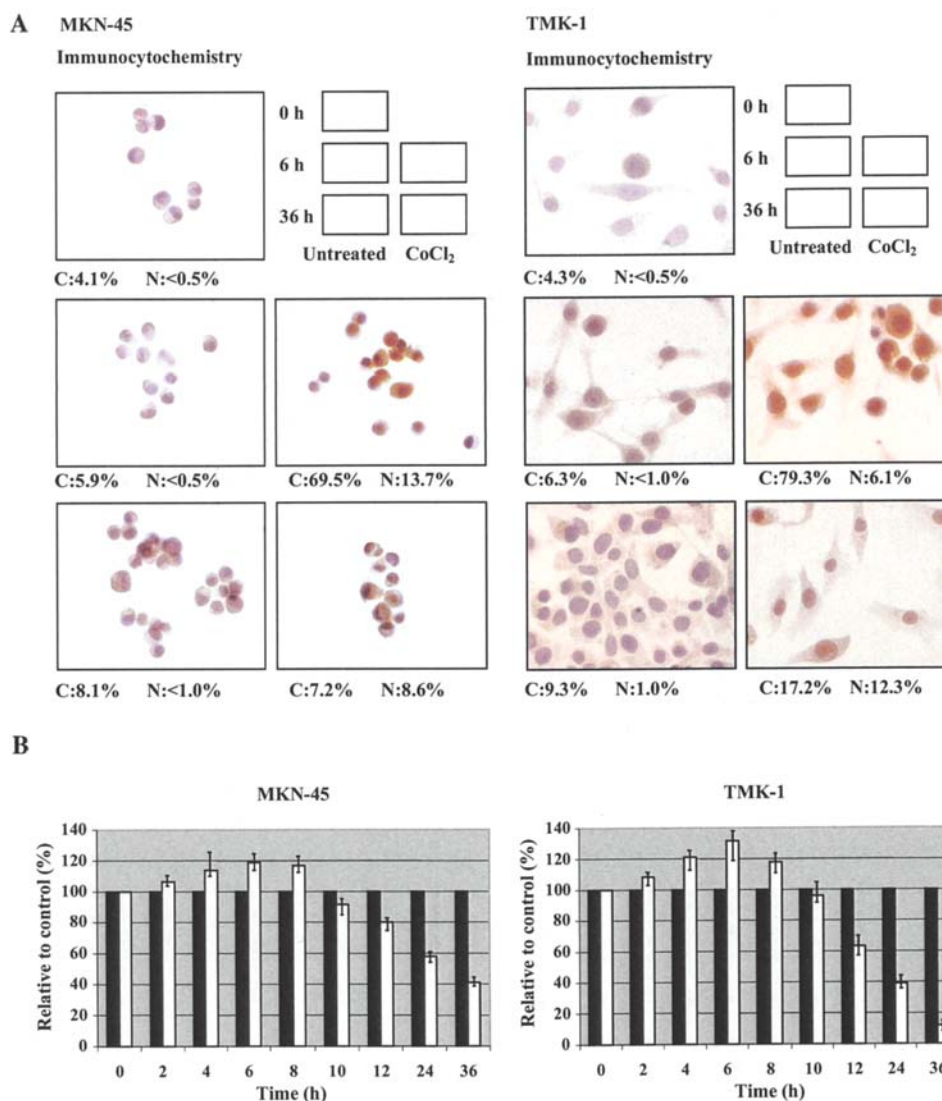 A
MKN-45
TMK-1
Immunocytochemistry
Immunocytochemistry
0 h
6 h
36 h
Untreated CoCl₂
C:4.1% N:<0.5%
0 h
6 h
36 h
Untreated CoCl₂
C:4.3% N:<0.5%
C:5.9% N:<0.5%
C:69.5% N:13.7%
C:6.3% N:<1.0%
C:79.3% N:6.1%
C:8.1% N:<1.0%
C:7.2% N:8.6%
C:9.3% N:1.0%
C:17.2% N:12.3%
B
MKN-45
Relative to control (%)
140
120
100
80
60
40
20
0
0 2 4 6 8 10 12 24 36
Time (h)
TMK-1
Relative to control (%)
140
120
100
80
60
40
20
0
0 2 4 6 8 10 12 24 36
Time (h)